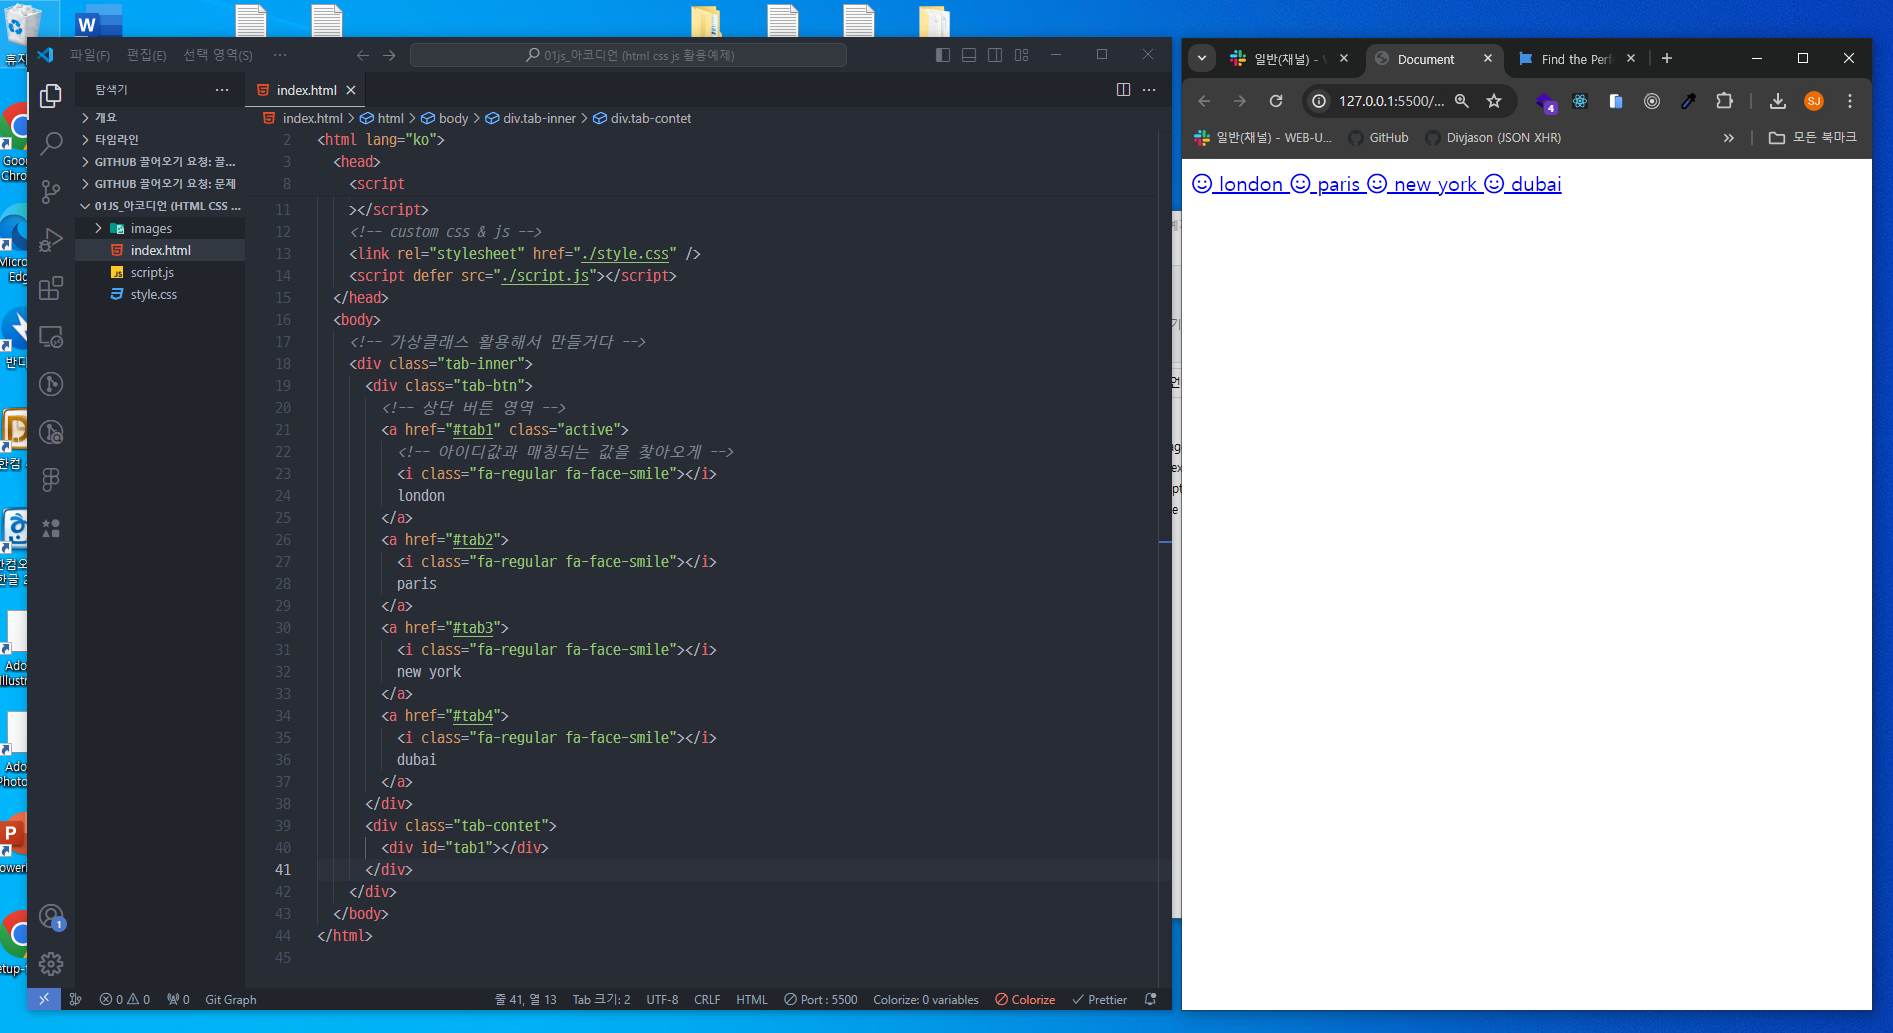 파일(F) 편집(E) 선택 영역(S) ···
01js_아코디언 (html css js 활용예제)
탐색기 ···
개요
타임라인
GITHUB 끌어오기 요청: 끌...
GITHUB 끌어오기 요청: 문제
01JS_아코디언 (HTML CSS ...
images
index.html
script.js
style.css
index.html
index.html > html > body > div.tab-inner > div.tab-contet
2 <html lang="ko">
3 <head>
8 <script
11 ></script>
12 <!-- custom css & js -->
13 <link rel="stylesheet" href="./style.css" />
14 <script defer src="./script.js"></script>
15 </head>
16 <body>
17 <!-- 가상클래스 활용해서 만들거다 -->
18 <div class="tab-inner">
19 <div class="tab-btn">
20 <!-- 상단 버튼 영역 -->
21 <a href="#tab1" class="active">
22 <!-- 아이디값과 매칭되는 값을 찾아오게 -->
23 <i class="fa-regular fa-face-smile"></i>
24 london
25 </a>
26 <a href="#tab2">
27 <i class="fa-regular fa-face-smile"></i>
28 paris
29 </a>
30 <a href="#tab3">
31 <i class="fa-regular fa-face-smile"></i>
32 new york
33 </a>
34 <a href="#tab4">
35 <i class="fa-regular fa-face-smile"></i>
36 dubai
37 </a>
38 </div>
39 <div class="tab-contet">
40 <div id="tab1"></div>
41 </div>
42 </div>
43 </body>
44 </html>
45
1
0 0 0 Git Graph
줄 41, 열 13 Tab 크기: 2 UTF-8 CRLF HTML Port : 5500 Colorize: 0 variables Colorize Prettier
일반(채널) - Document Find the Perf
127.0.0.1:5500/... 4 SJ
일반(채널) - WEB-U... GitHub Divjason (JSON XHR) » 모든 북마크
london paris new york dubai